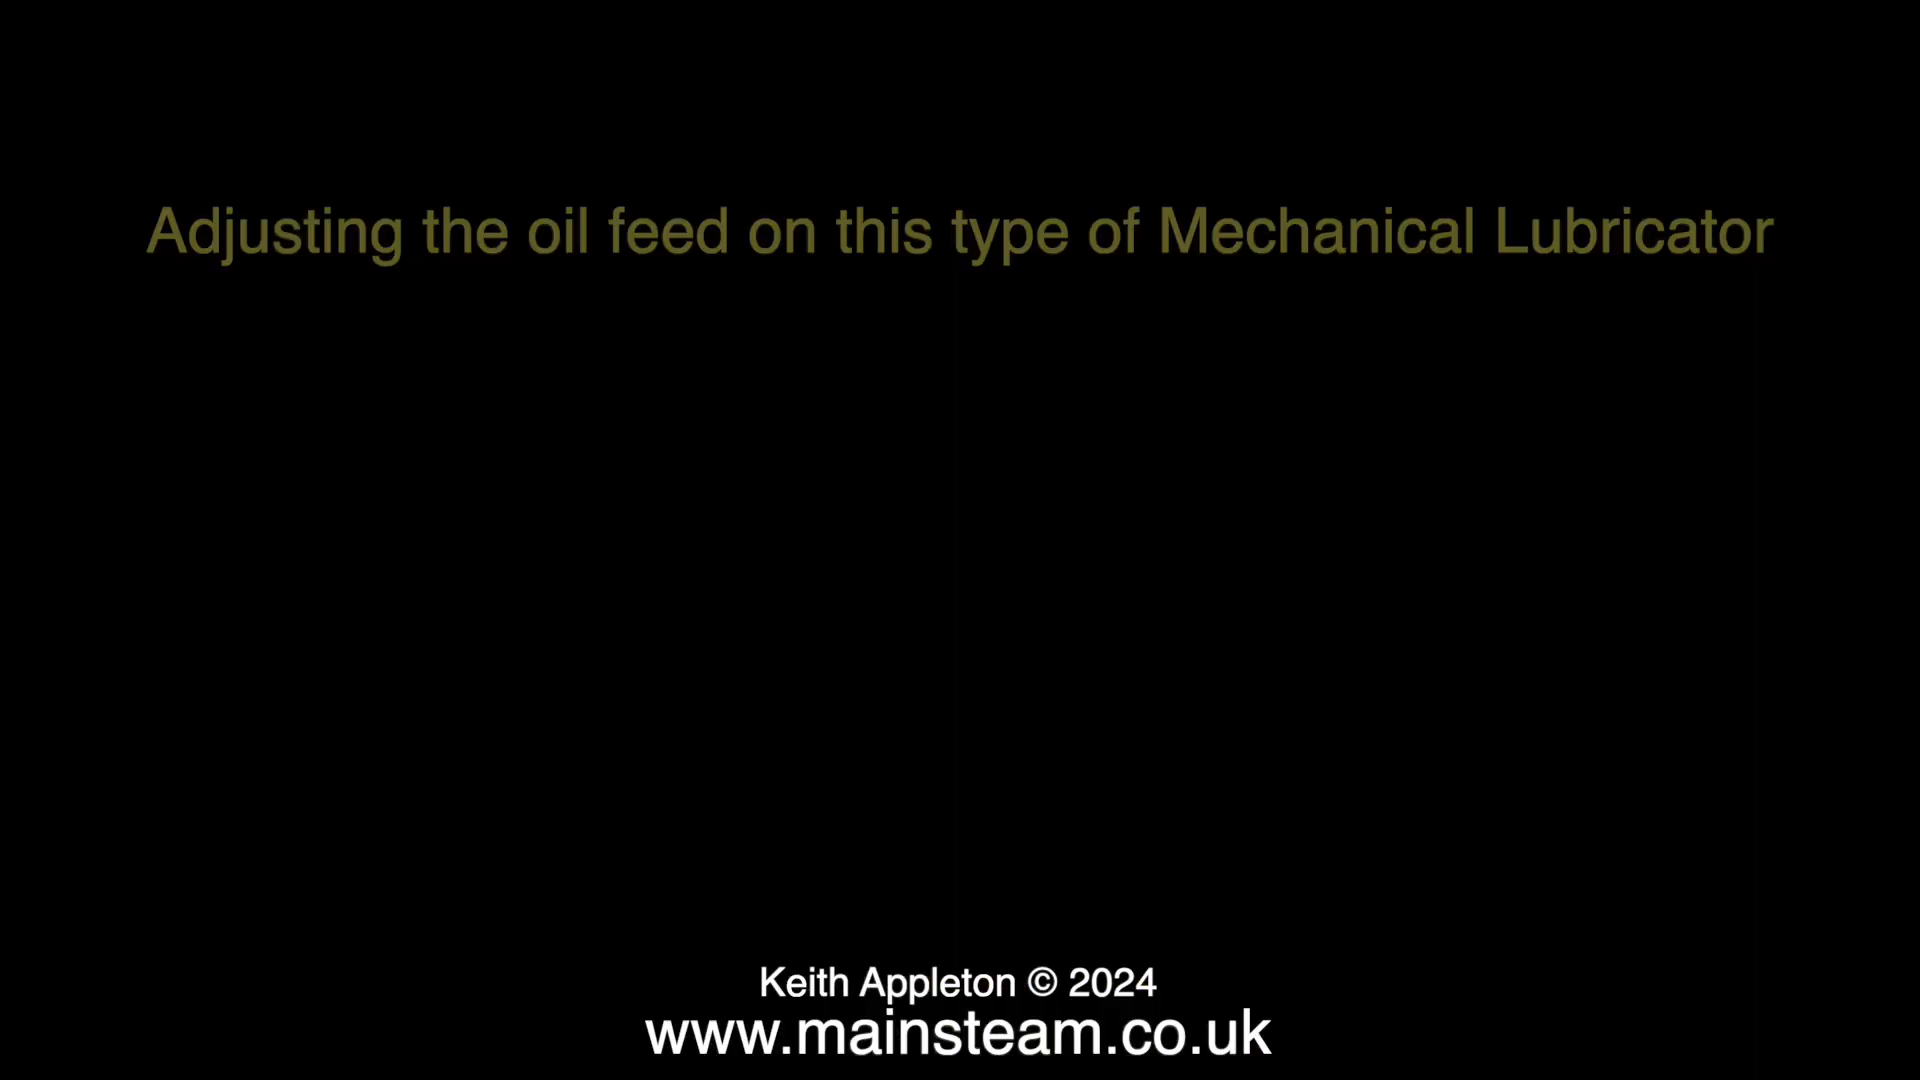 Adjusting the oil feed on this type of Mechanical Lubricator
Keith Appleton © 2024
www.mainsteam.co.uk